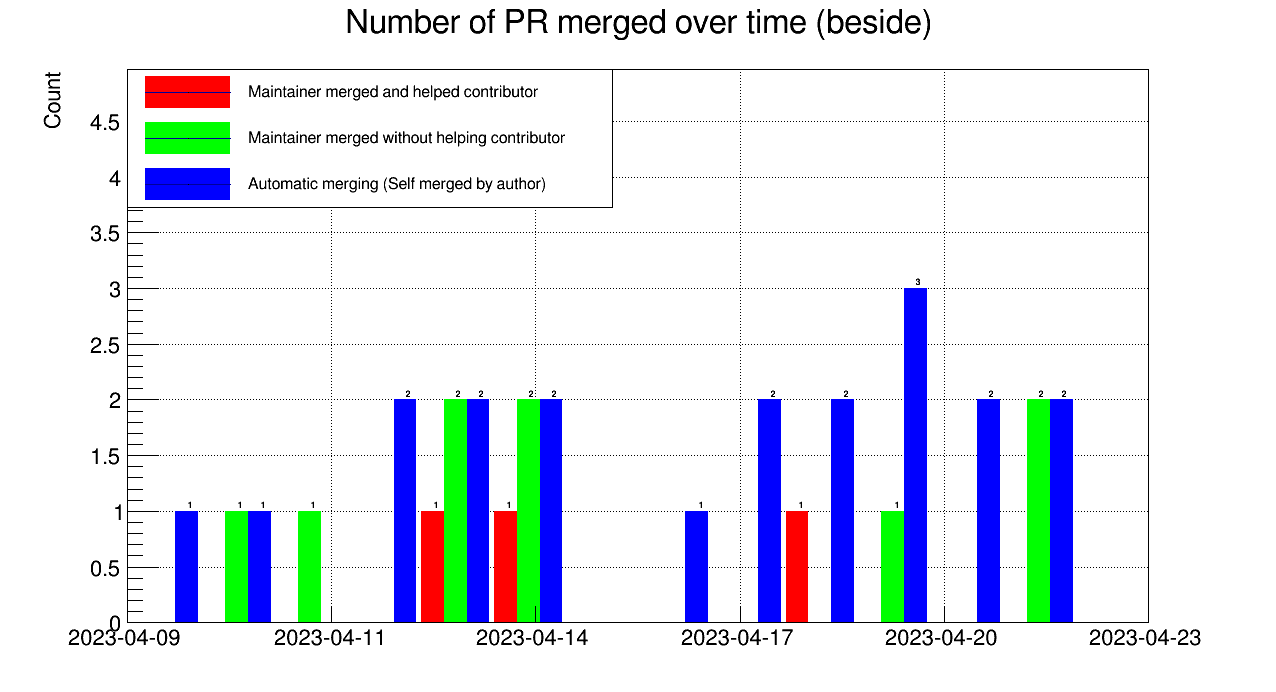 Number of PR merged over time (beside)
Count
Maintainer merged and helped contributor
Maintainer merged without helping contributor
Automatic merging (Self merged by author)
4.5
4
3.5
3
2.5
2
1.5
1
0.5
0
1 1 1 1 2 1 2 2 1 2 2 1 2 1 2 1 3 2 2 2
2023-04-09 2023-04-11 2023-04-14 2023-04-17 2023-04-20 2023-04-23